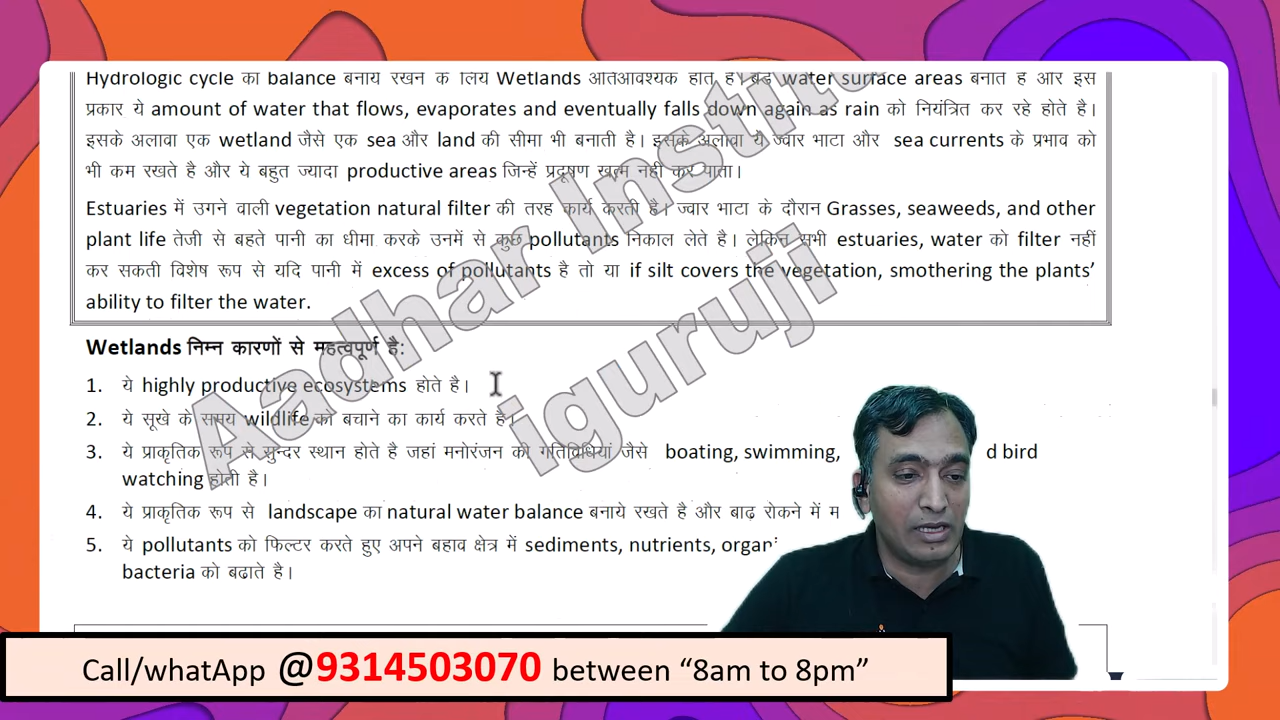 Hydrologic cycle का balance बनाये रखने के लिये Wetlands अतिआवश्यक होते है। बड़े water surface areas बनाते है और इस
प्रकार ये amount of water that flows, evaporates and eventually falls down again as rain को नियंत्रित कर रहे होते है।
इसके अलावा एक wetland जैसे एक sea और land की सीमा भी बनाती है। इसके अलावा ये ज्वार भाटा और sea currents के प्रभाव को
भी कम रखते है और ये बहुत ज्यादा productive areas जिन्हें प्रदूषण खत्म नहीं कर पाता।
Estuaries में उगने वाली vegetation natural filter की तरह कार्य करती है। ज्वार भाटा के दौरान Grasses, seaweeds, and other
plant life तेजी से बहते पानी का धीमा करके उनमें से कुछ pollutants निकाल लेते है। लेकिन सभी estuaries, water को filter नहीं
कर सकती विशेष रूप से यदि पानी में excess of pollutants है तो या if silt covers the vegetation, smothering the plants’
ability to filter the water.
Aadhar Institute
iguruji
Wetlands निम्न कारणों से महत्वपूर्ण है:
1. ये highly productive ecosystems होते है।
2. ये सूखे के समय wildlife को बचाने का कार्य करते है।
3. ये प्राकृतिक रूप से सुन्दर स्थान होते है जहां मनोरंजन की गतिविधियां जैसे boating, swimming, d bird
watching होती है।
4. ये प्राकृतिक रूप से landscape का natural water balance बनाये रखते है और बाढ़ रोकने में म
5. ये pollutants को फिल्टर करते हुए अपने बहाव क्षेत्र में sediments, nutrients, organi
bacteria को बढाते है।
Call/whatApp @9314503070 between “8am to 8pm”